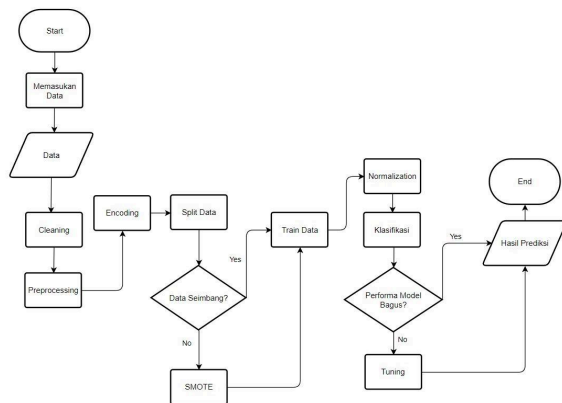 Start
Memasukan
Data
Data
Cleaning
Preprocessing
Encoding
Split Data
Data Seimbang?
Yes
No
SMOTE
Train Data
Normalization
Klasifikasi
Performa Model
Bagus?
Yes
No
Tuning
Hasil Prediksi
End